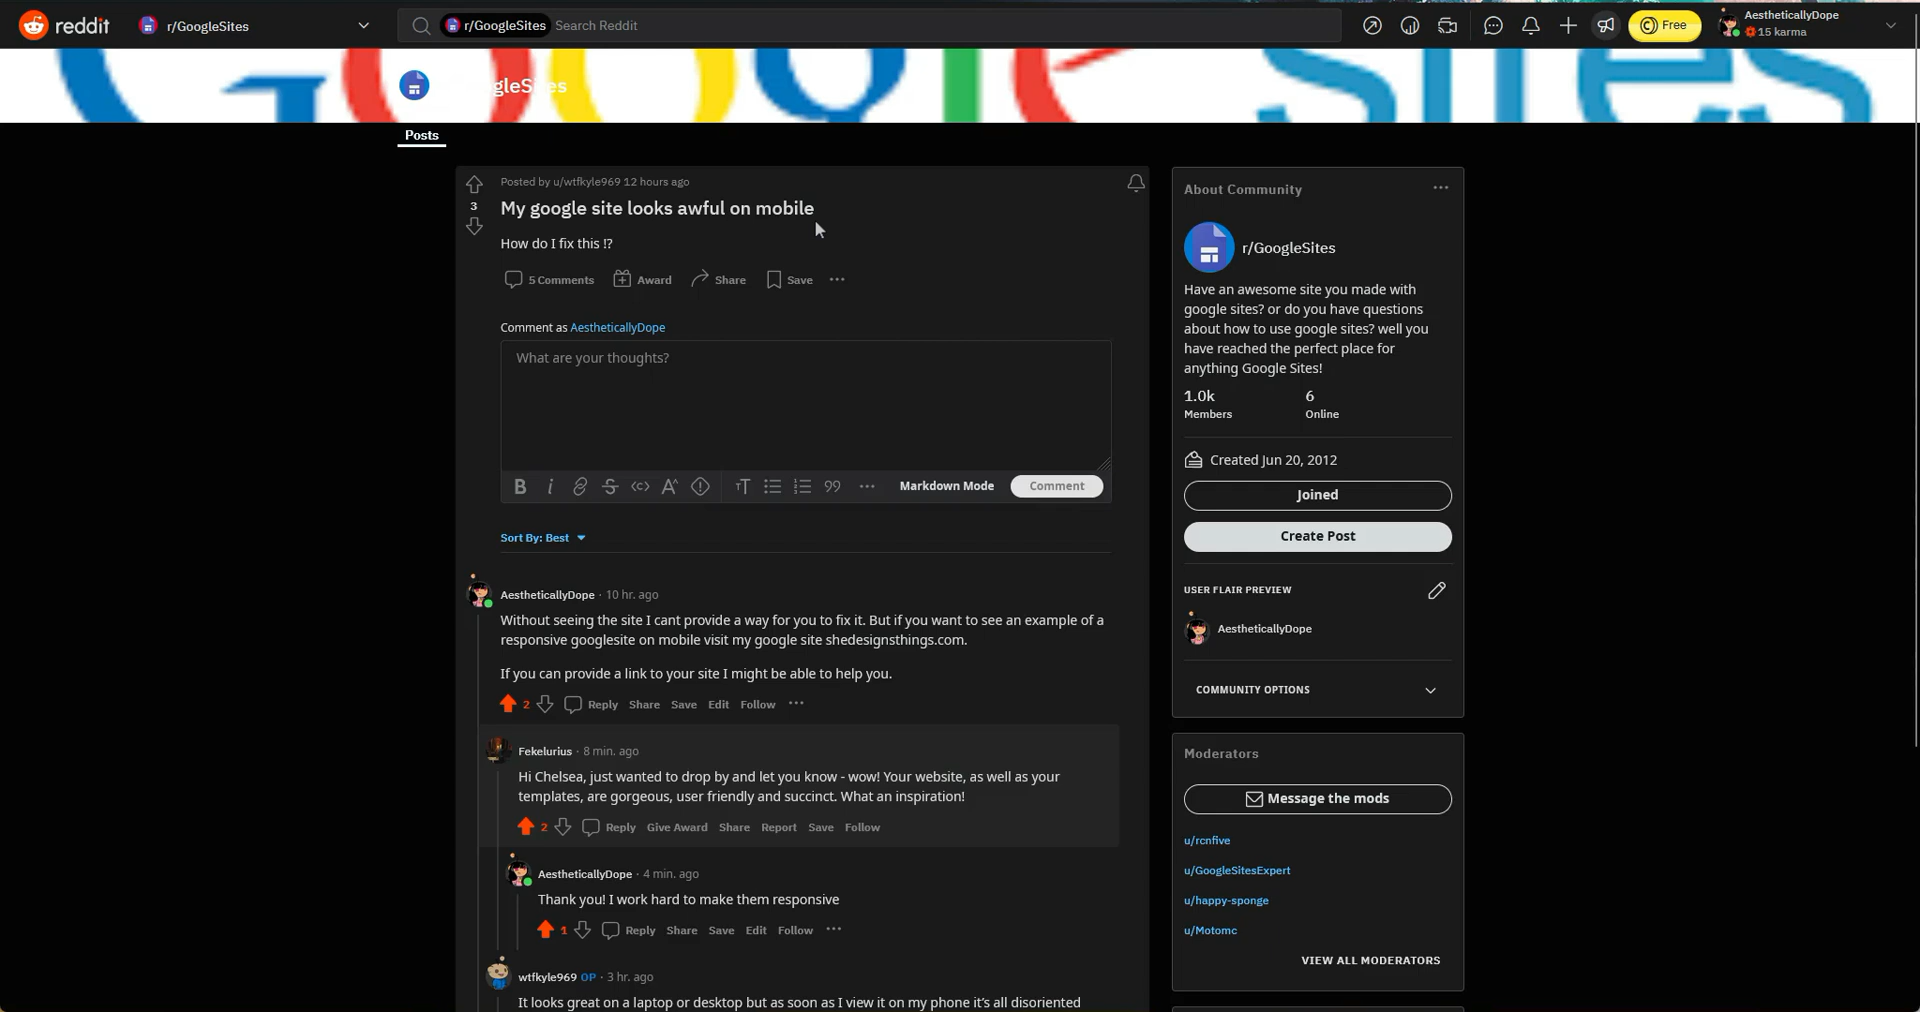 reddit
r/GoogleSites
r/GoogleSites Search Reddit
Free
AestheticallyDope
15 karma
Google Sites
Posts
Posted by u/wtfkyle969 12 hours ago
3
My google site looks awful on mobile
How do I fix this !?
5 Comments Award Share Save
Comment as AestheticallyDope
What are your thoughts?
Markdown Mode
Comment
Sort By: Best
AestheticallyDope · 10 hr. ago
Without seeing the site I cant provide a way for you to fix it. But if you want to see an example of a
responsive googlesite on mobile visit my google site shedesignsthings.com.
If you can provide a link to your site I might be able to help you.
2 Reply Share Save Edit Follow
Fekelurius · 8 min. ago
Hi Chelsea, just wanted to drop by and let you know - wow! Your website, as well as your
templates, are gorgeous, user friendly and succinct. What an inspiration!
2 Reply Give Award Share Report Save Follow
AestheticallyDope · 4 min. ago
Thank you! I work hard to make them responsive
1 Reply Share Save Edit Follow
wtfkyle969 OP · 3 hr. ago
It looks great on a laptop or desktop but as soon as I view it on my phone it's all disoriented
About Community
r/GoogleSites
Have an awesome site you made with
google sites? or do you have questions
about how to use google sites? well you
have reached the perfect place for
anything Google Sites!
1.0k 6
Members Online
Created Jun 20, 2012
Joined
Create Post
USER FLAIR PREVIEW
AestheticallyDope
COMMUNITY OPTIONS
Moderators
Message the mods
u/rcnfive
u/GoogleSitesExpert
u/happy-sponge
u/Motomc
VIEW ALL MODERATORS